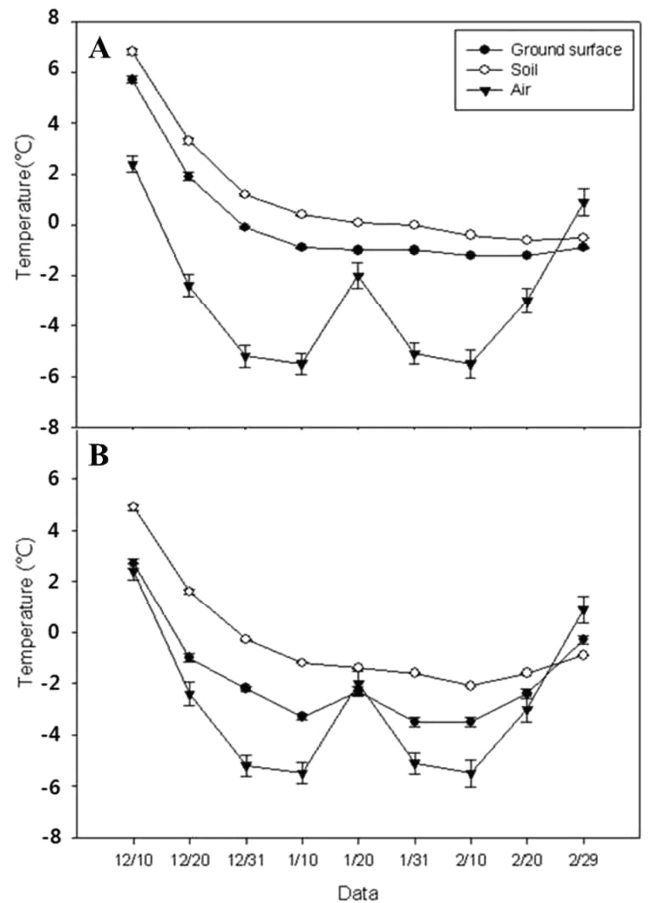 A
Ground surface
Soil
Air
8
6
4
2
0
-2
-4
-6
-8
Temperature(°C)
B
6
4
2
0
-2
-4
-6
-8
Temperature (°C)
12/10 12/20 12/31 1/10 1/20 1/31 2/10 2/20 2/29
Data